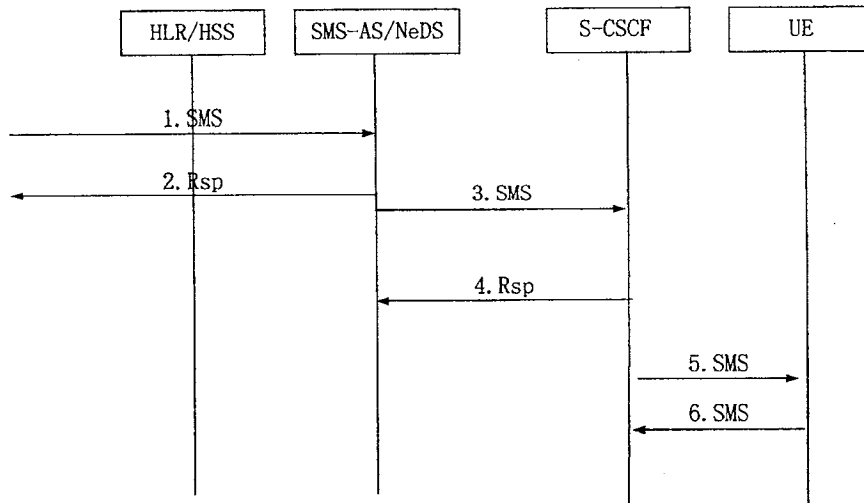 HLR/HSS
SMS-AS/NeDS
S-CSCF
UE
1. SMS
2. Rsp
3. SMS
4. Rsp
5. SMS
6. SMS